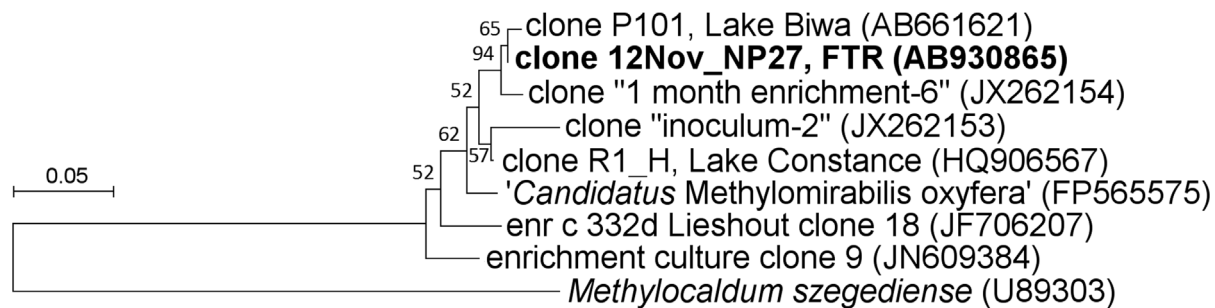 65 clone P101, Lake Biwa (AB661621)
94 clone 12Nov_NP27, FTR (AB930865)
52 clone "1 month enrichment-6" (JX262154)
62 clone "inoculum-2" (JX262153)
57 clone R1_H, Lake Constance (HQ906567)
52 'Candidatus Methylomirabilis oxyfera' (FP565575)
0.05
enr c 332d Lieshout clone 18 (JF706207)
enrichment culture clone 9 (JN609384)
Methylocaldum szegediense (U89303)